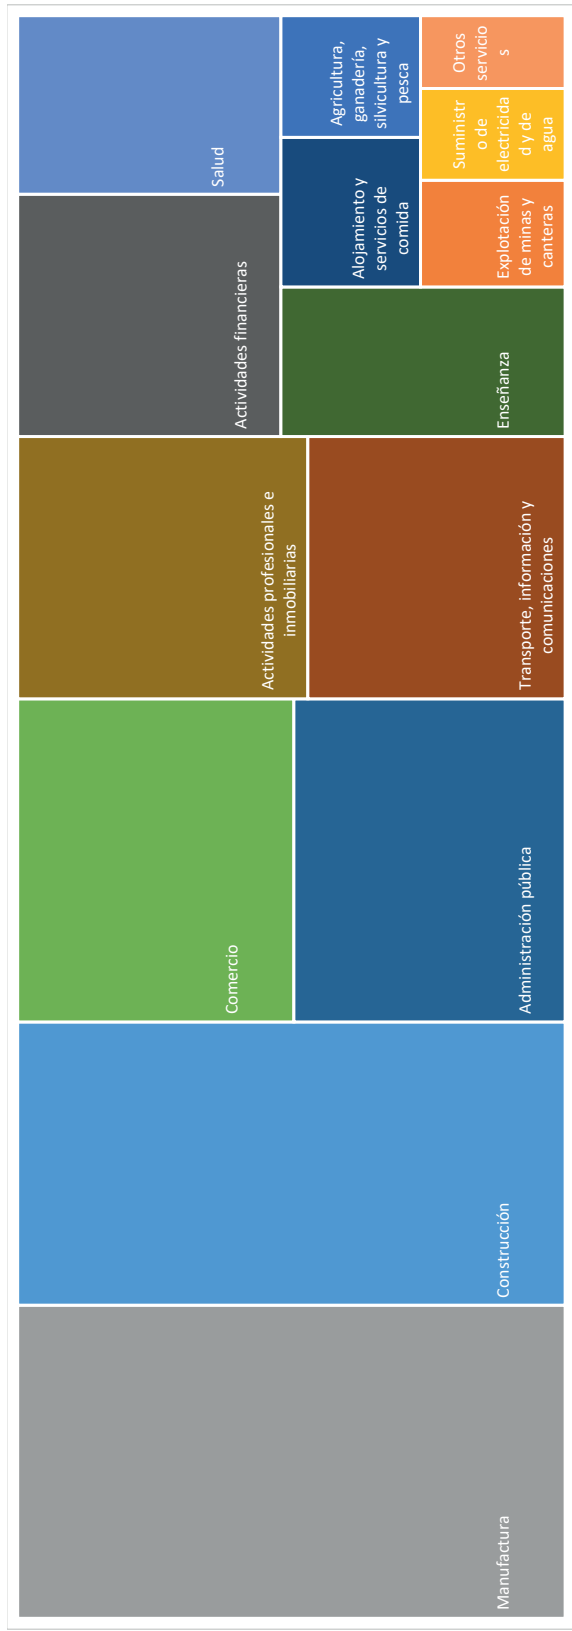 Manufactura
Construcción
Comercio
Administración pública
Actividades profesionales e
inmobiliarias
Transporte, información y
comunicaciones
Actividades financieras
Salud
Enseñanza
Alojamiento y
servicios de
comida
Agricultura,
ganadería,
silvicultura y
pesca
Explotación
de minas y
canteras
Suministr
o de
electricida
d y de
agua
Otros
servicio
s